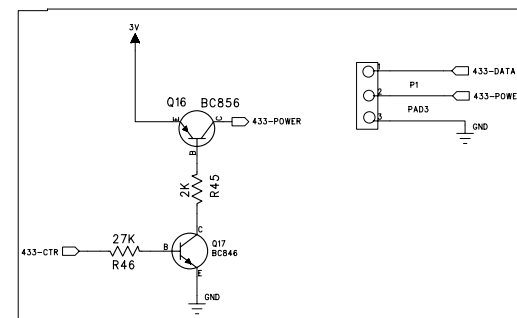 3V
Q16 BC856
E
C
433-POWER
B
2K
R45
C
433-CTR
27K
R46
B
Q17
BC846
E
GND
1
433-DATA
P1
2
433-POWE
PAD3
3
GND